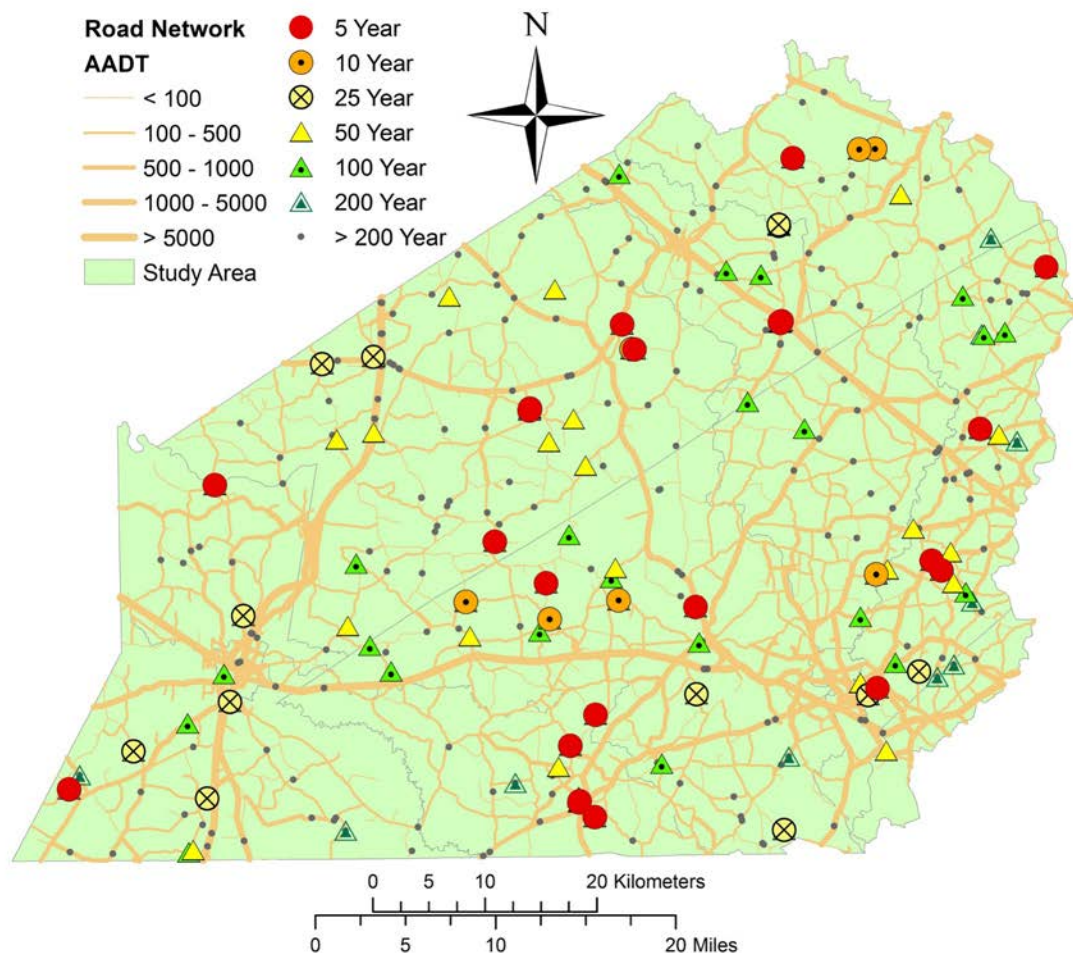 Road Network
AADT
< 100
100 - 500
500 - 1000
1000 - 5000
> 5000
Study Area
5 Year
10 Year
25 Year
50 Year
100 Year
200 Year
> 200 Year
N
0 5 10 20 Kilometers
0 5 10 20 Miles